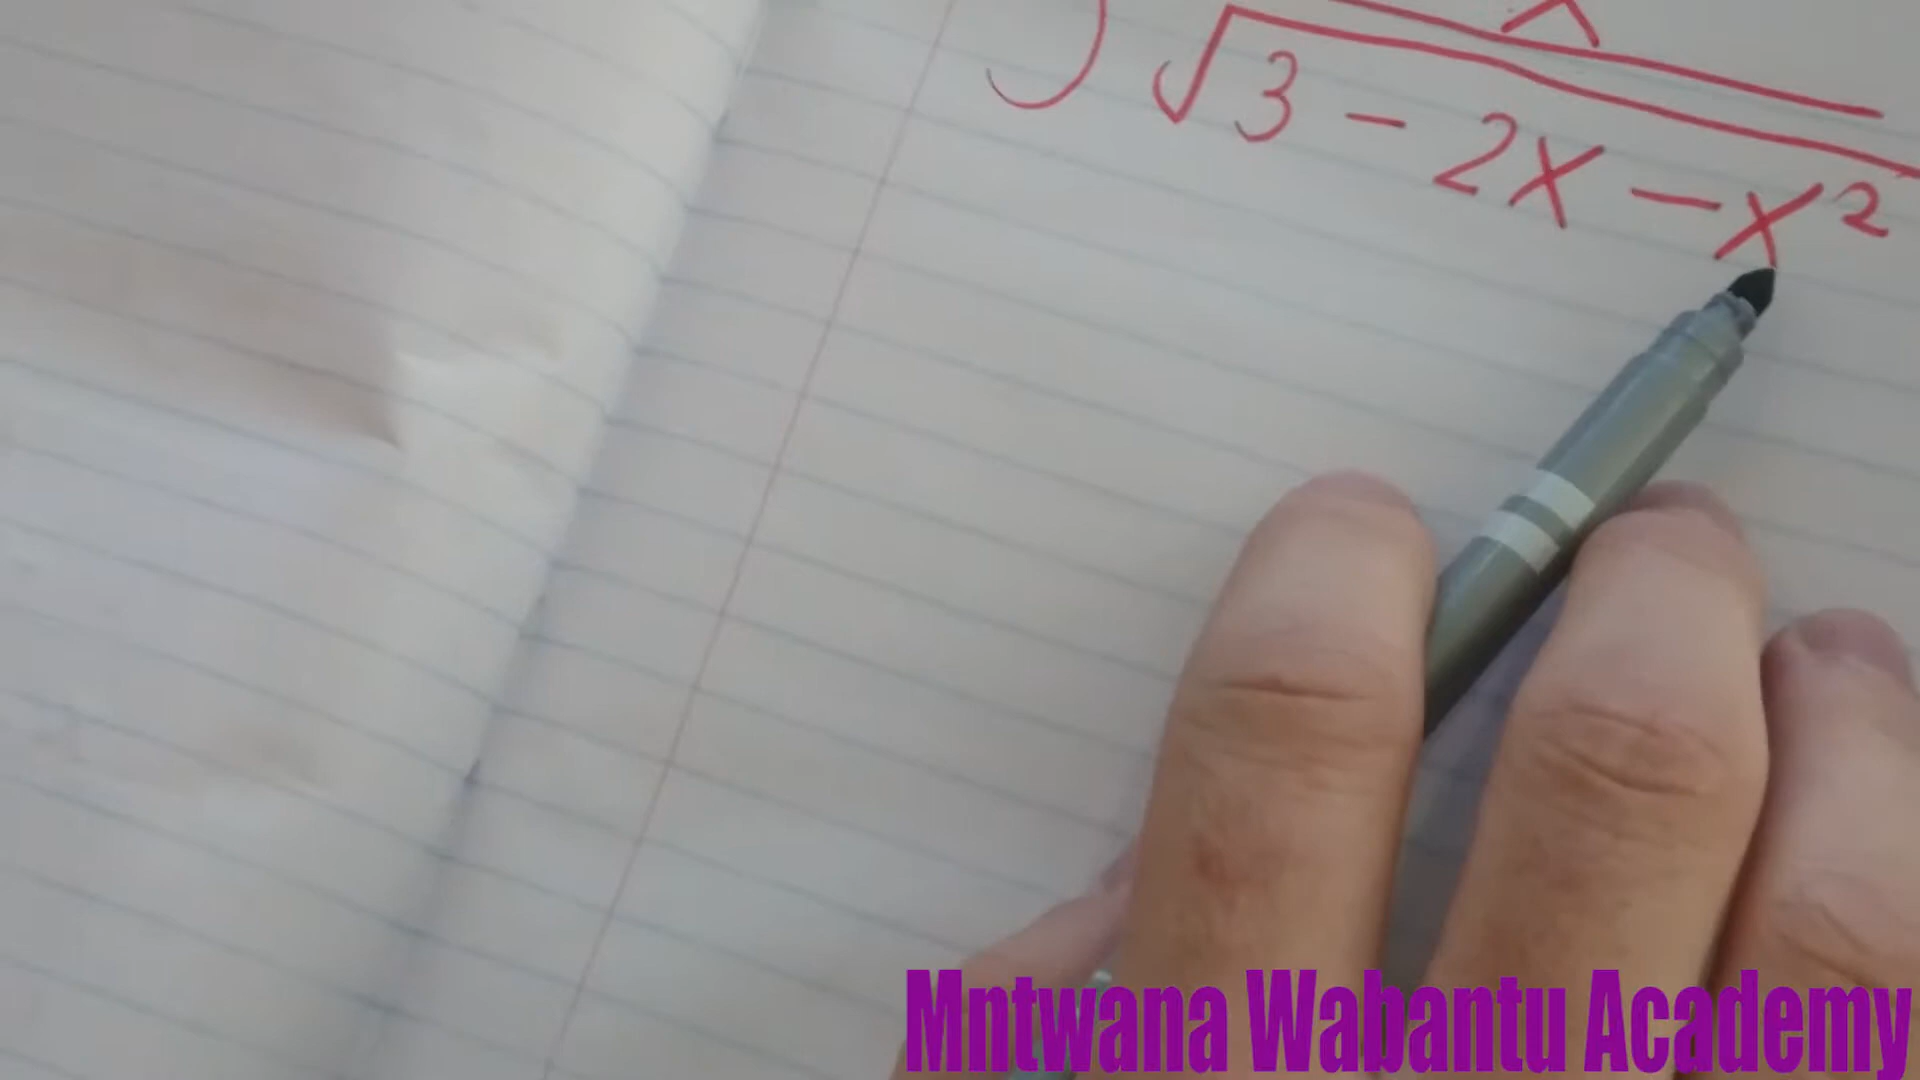 ∫ x
√3 - 2x - x²
Mntwana Wabantu Academy